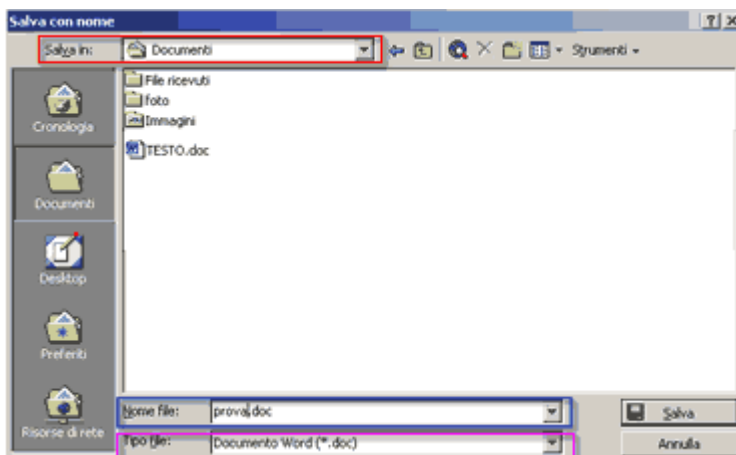 Salva con nome
Salva in: Documenti Strumenti
Cronologia
Documenti
Desktop
Preferiti
Risorse di rete
File ricevuti
foto
Immagini
TESTO.doc
Nome file: prova.doc Salva
Tipo file: Documento Word (*.doc) Annulla